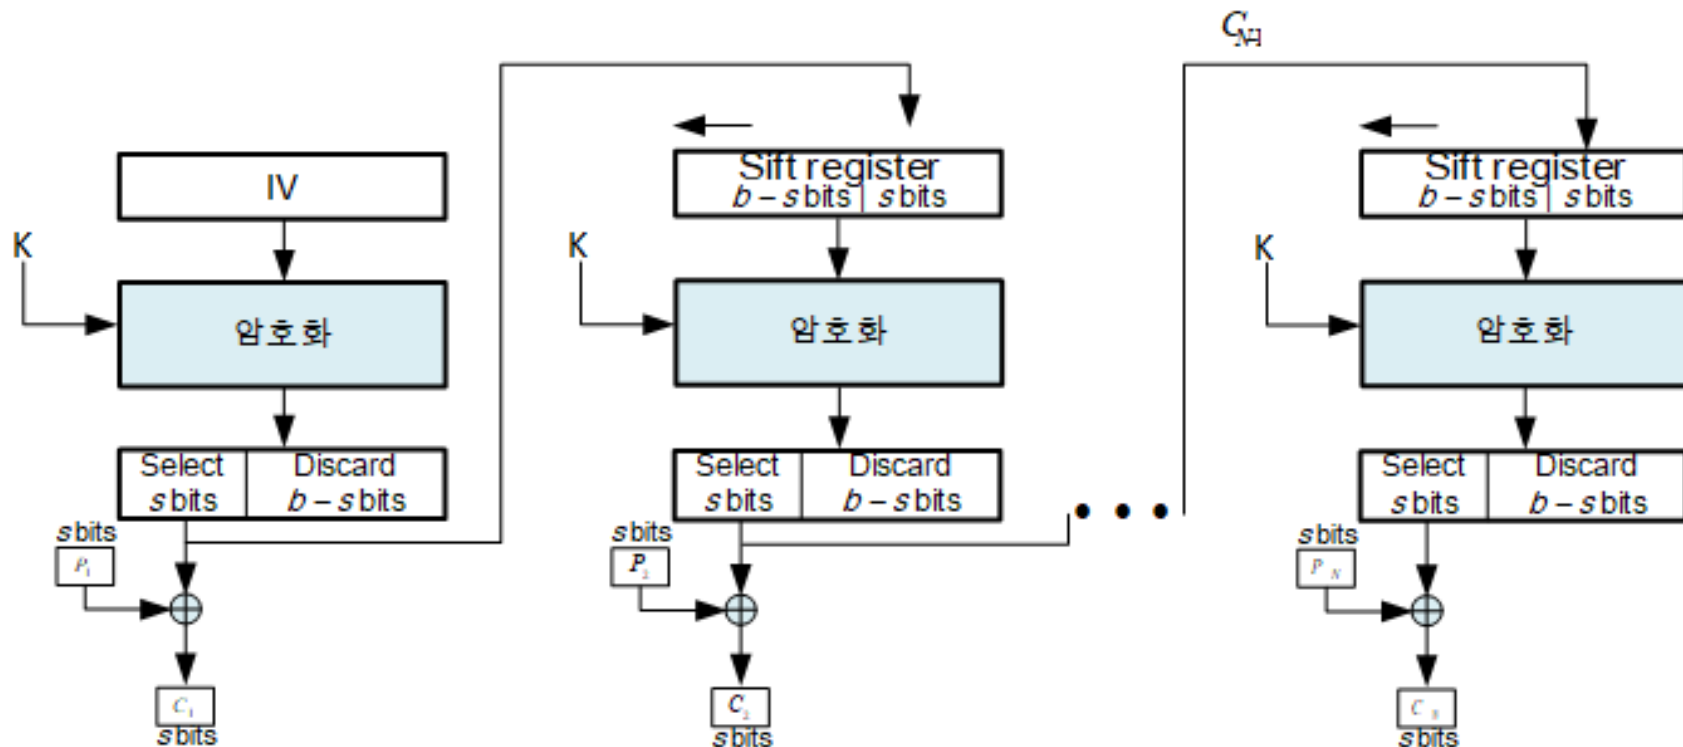 C_N-1
IV
K
암호화
Select
s bits
Discard
b – s bits
s bits
P_1
C_1
s bits
Sift register
b – s bits | s bits
K
암호화
Select
s bits
Discard
b – s bits
s bits
P_2
C_2
s bits
• • •
Sift register
b – s bits | s bits
K
암호화
Select
s bits
Discard
b – s bits
s bits
P_N
s bits